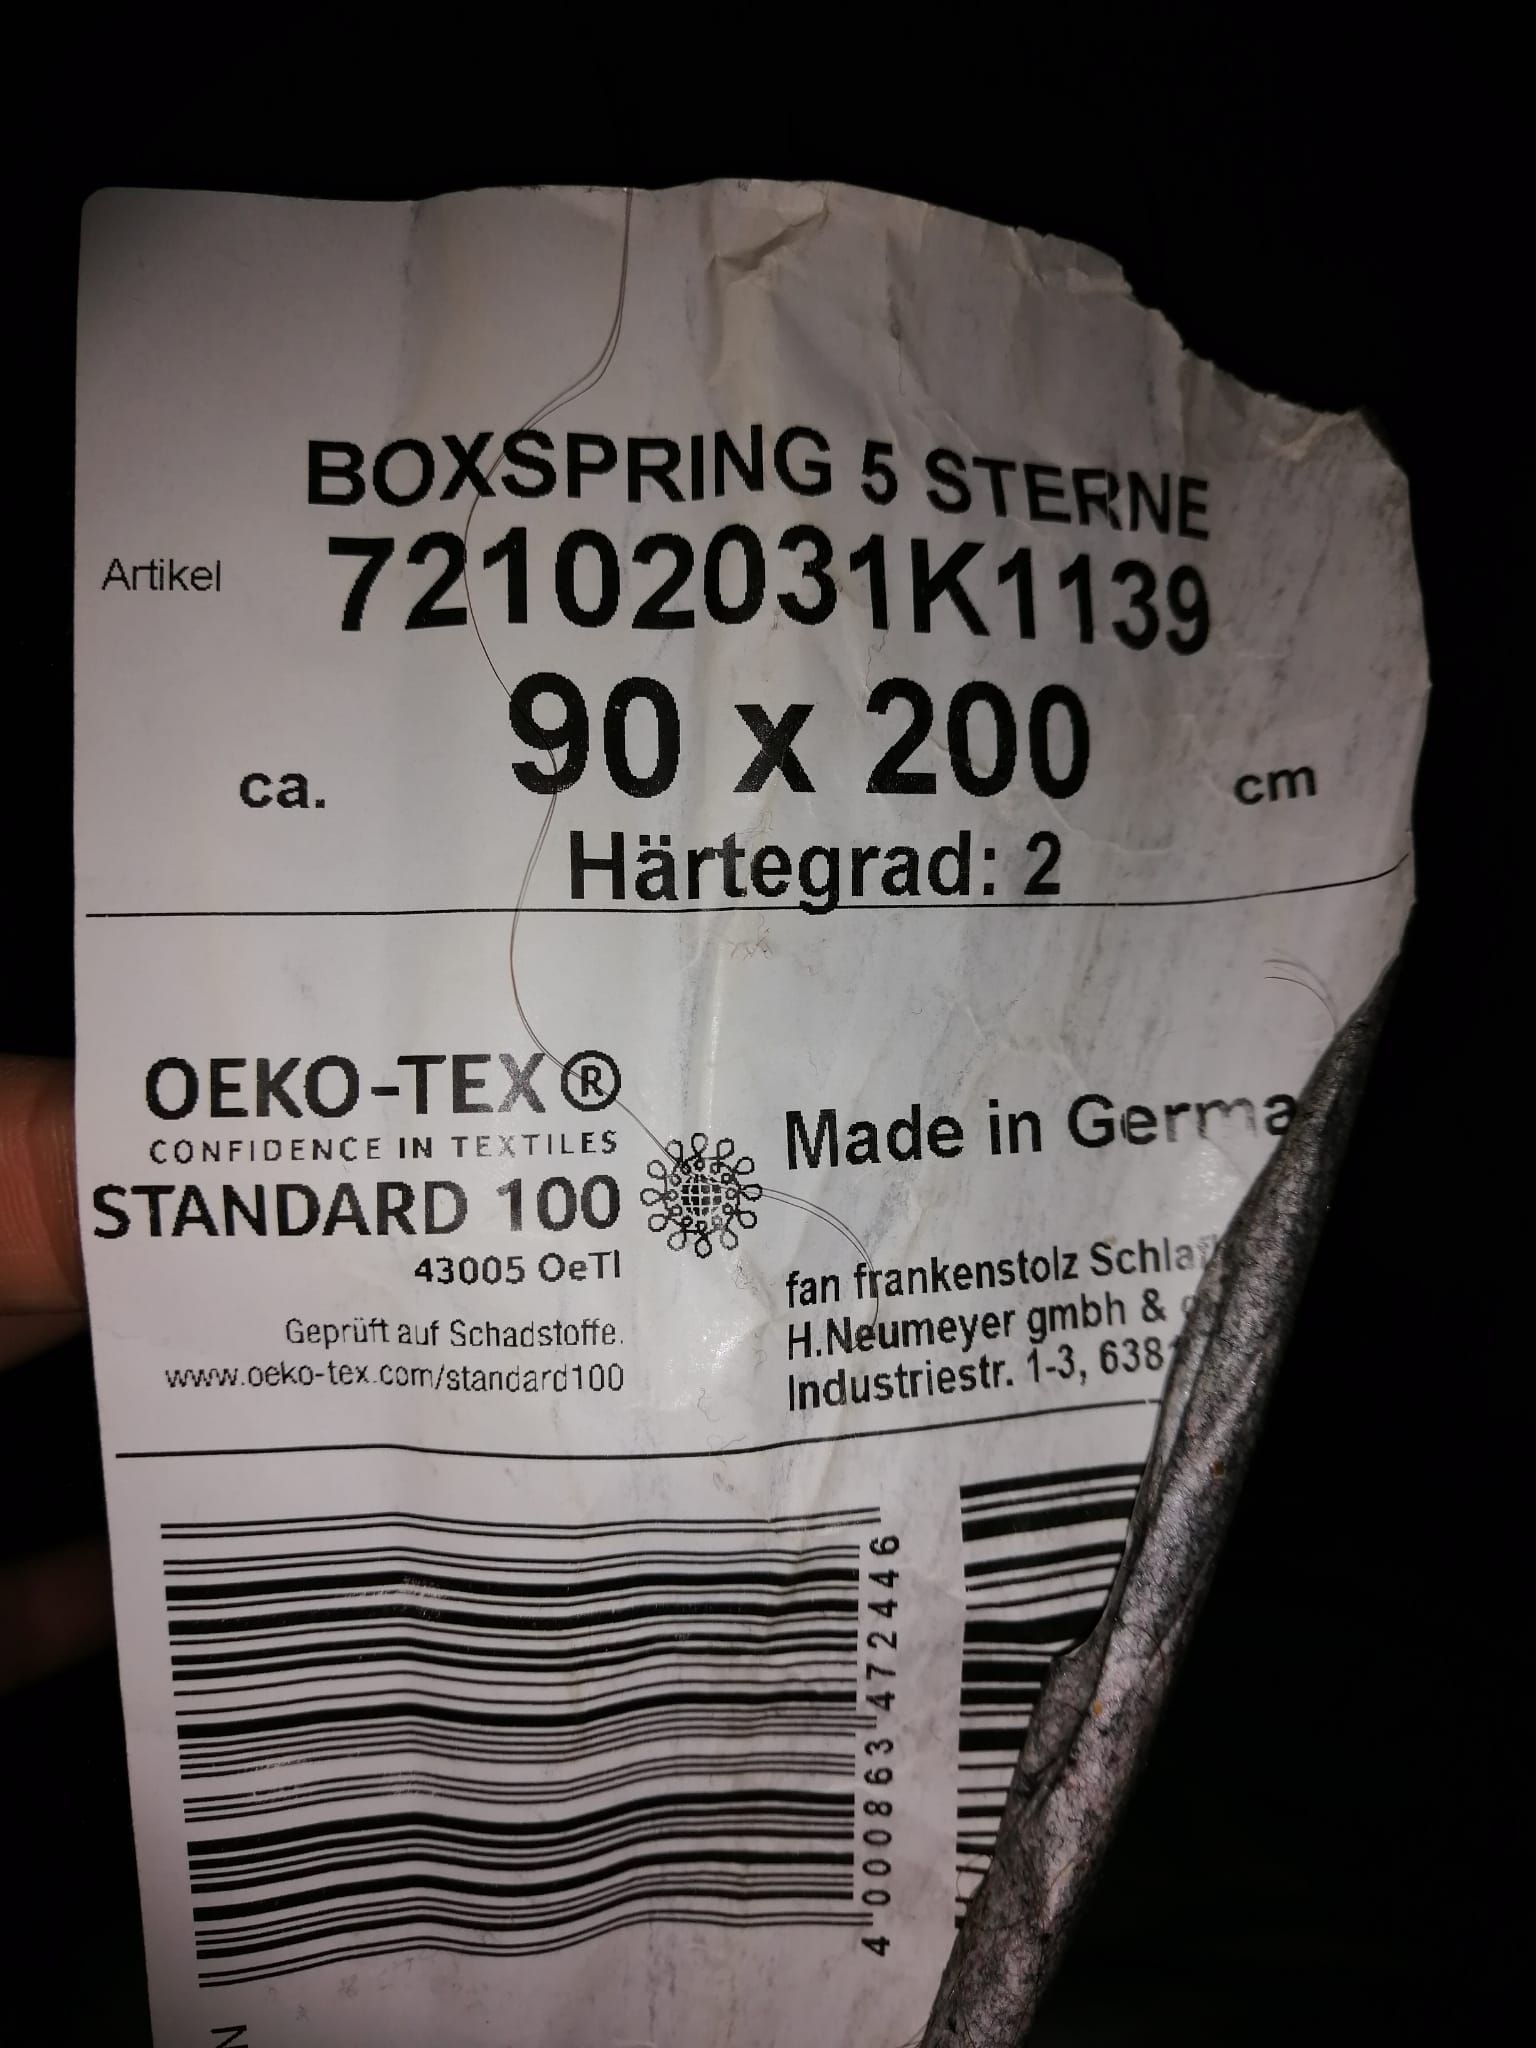 BOXSPRING 5 STERNE
Artikel 72102031K1139
ca. 90 x 200 cm
Härtegrad: 2
OEKO-TEX®
CONFIDENCE IN TEXTILES
STANDARD 100
43005 OeTI
Geprüft auf Schadstoffe.
www.oeko-tex.com/standard100
Made in Germa
fan frankenstolz Schlaf
H.Neumeyer gmbh &
Industriestr. 1-3, 6381
4 000863 472446
N